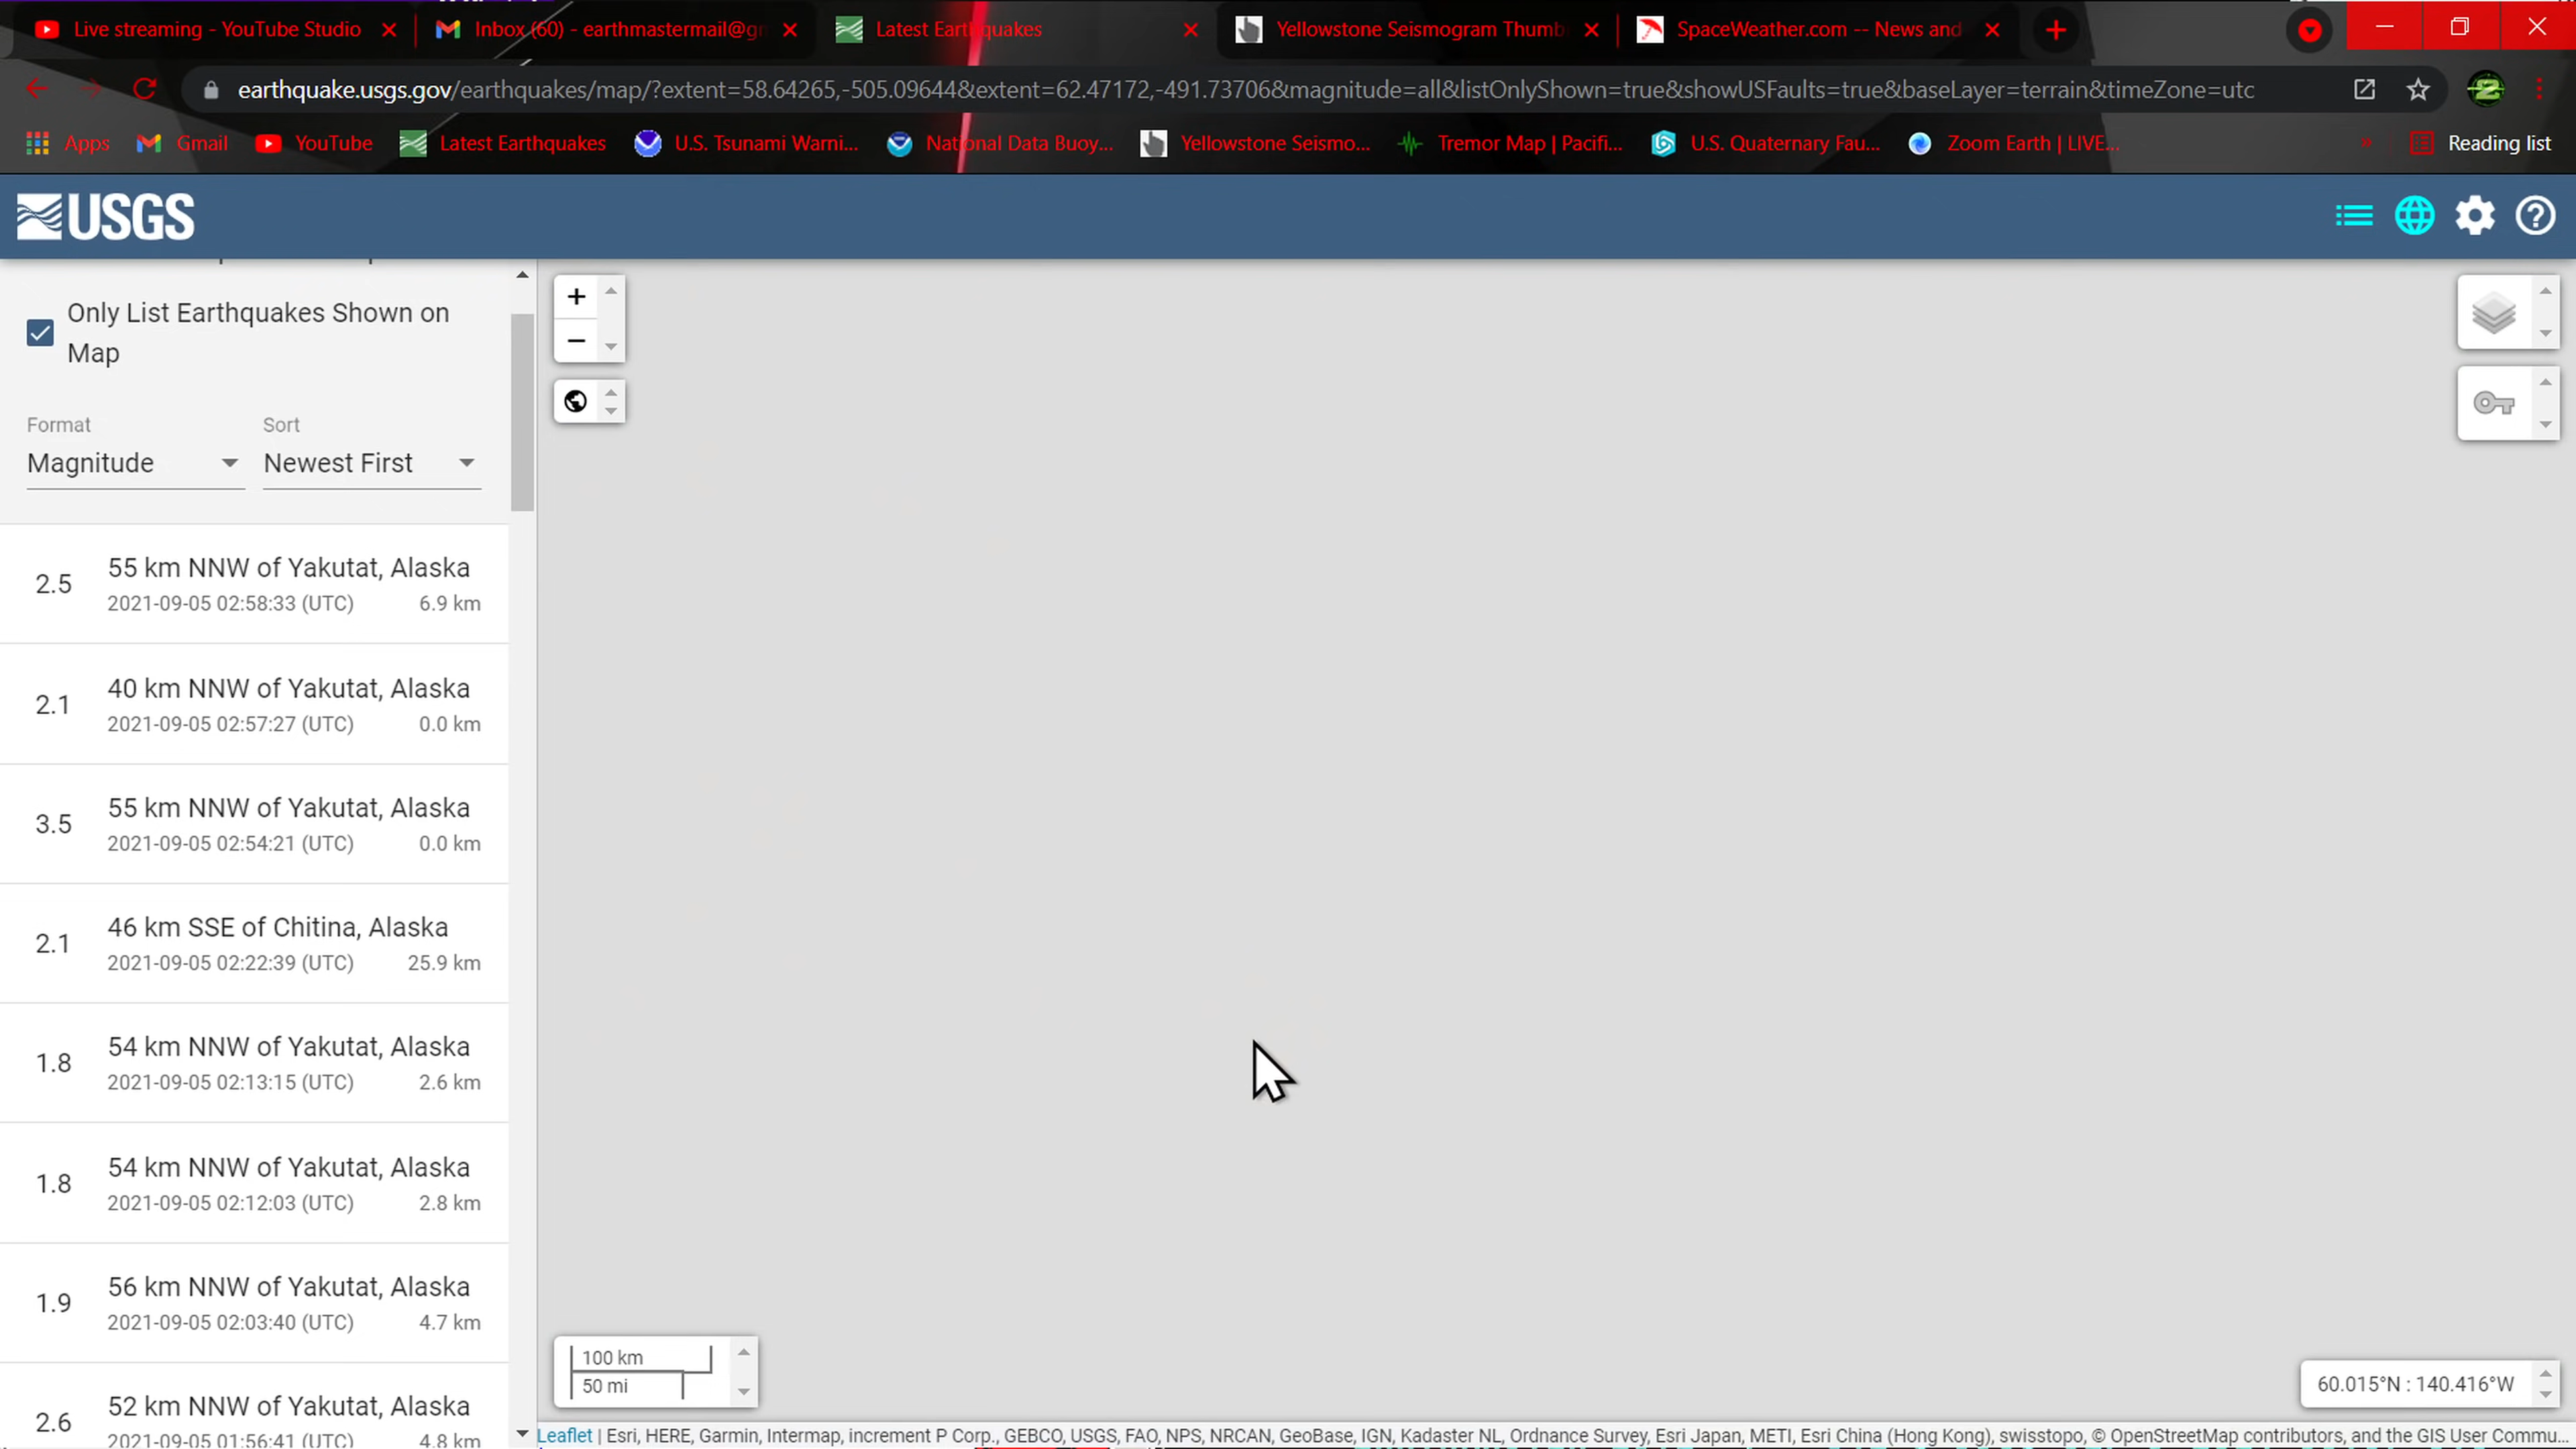 Live streaming - YouTube Studio
Inbox (60) - earthmastermail@gm
Latest Earthquakes
Yellowstone Seismogram Thumb
SpaceWeather.com -- News and
earthquake.usgs.gov/earthquakes/map/?extent=58.64265,-505.09644&extent=62.47172,-491.73706&magnitude=all&listOnlyShown=true&showUSFaults=true&baseLayer=terrain&timeZone=utc
Apps
Gmail
YouTube
Latest Earthquakes
U.S. Tsunami Warni...
National Data Buoy...
Yellowstone Seismo...
Tremor Map | Pacifi...
U.S. Quaternary Fau...
Zoom Earth | LIVE...
Reading list
USGS
Only List Earthquakes Shown on
Map
Format
Sort
Magnitude
Newest First
2.5
55 km NNW of Yakutat, Alaska
2021-09-05 02:58:33 (UTC) 6.9 km
2.1
40 km NNW of Yakutat, Alaska
2021-09-05 02:57:27 (UTC) 0.0 km
3.5
55 km NNW of Yakutat, Alaska
2021-09-05 02:54:21 (UTC) 0.0 km
2.1
46 km SSE of Chitina, Alaska
2021-09-05 02:22:39 (UTC) 25.9 km
1.8
54 km NNW of Yakutat, Alaska
2021-09-05 02:13:15 (UTC) 2.6 km
1.8
54 km NNW of Yakutat, Alaska
2021-09-05 02:12:03 (UTC) 2.8 km
1.9
56 km NNW of Yakutat, Alaska
2021-09-05 02:03:40 (UTC) 4.7 km
2.6
52 km NNW of Yakutat, Alaska
2021-09-05 01:56:41 (UTC) 4.8 km
+
−
100 km
50 mi
60.015°N : 140.416°W
Leaflet | Esri, HERE, Garmin, Intermap, increment P Corp., GEBCO, USGS, FAO, NPS, NRCAN, GeoBase, IGN, Kadaster NL, Ordnance Survey, Esri Japan, METI, Esri China (Hong Kong), swisstopo, © OpenStreetMap contributors, and the GIS User Commu...